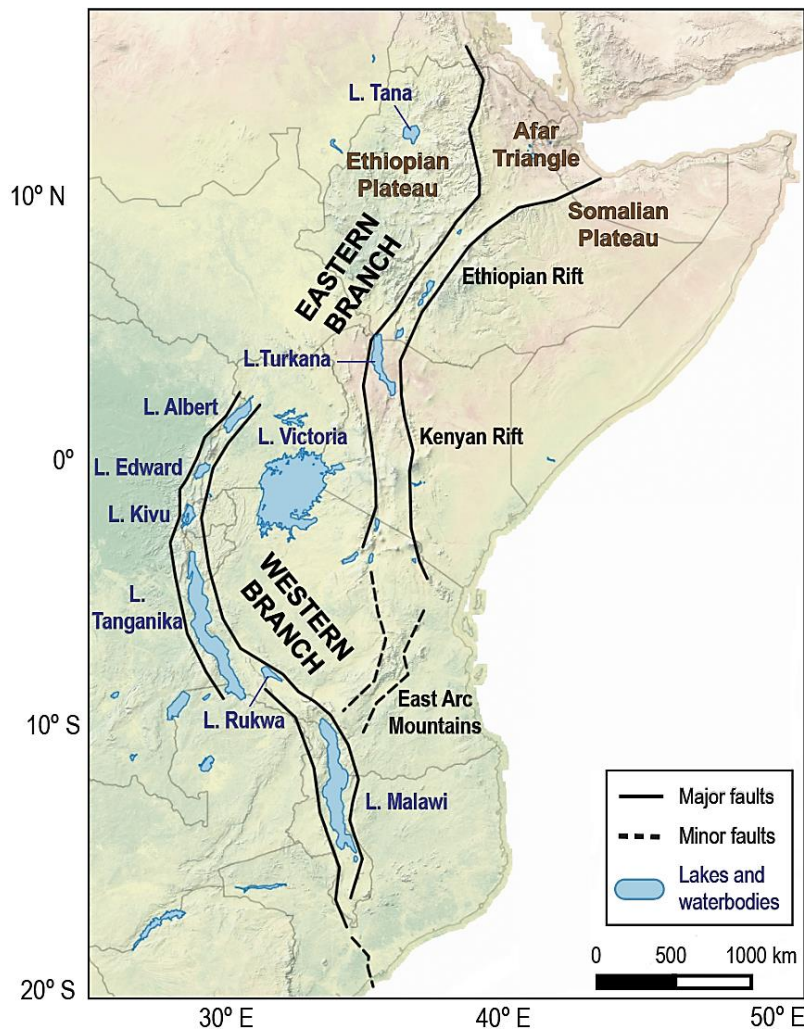 L. Tana
Afar
Triangle
Ethiopian
Plateau
10º N
Somalian
Plateau
EASTERN
BRANCH
Ethiopian Rift
L.Turkana
L. Albert
L. Victoria
Kenyan Rift
0º
L. Edward
L. Kivu
WESTERN
BRANCH
L.
Tanganika
L. Rukwa
East Arc
Mountains
10º S
L. Malawi
Major faults
Minor faults
Lakes and
waterbodies
0 500 1000 km
20º S
30º E 40º E 50º E